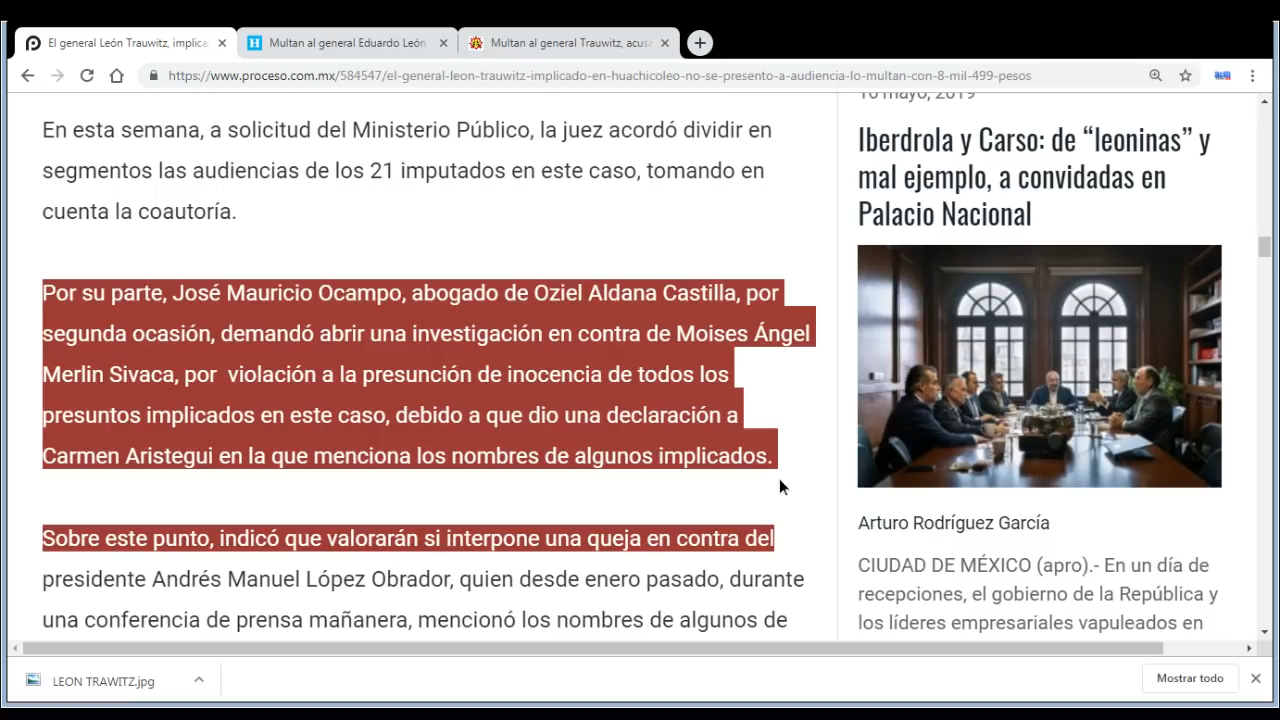 El general León Trauwitz, implica
Multan al general Eduardo León
Multan al general Trauwitz, acusa
https://www.proceso.com.mx/584547/el-general-leon-trauwitz-implicado-en-huachicoleo-no-se-presento-a-audiencia-lo-multan-con-8-mil-499-pesos
En esta semana, a solicitud del Ministerio Público, la juez acordó dividir en
segmentos las audiencias de los 21 imputados en este caso, tomando en
cuenta la coautoría.
Por su parte, José Mauricio Ocampo, abogado de Oziel Aldana Castilla, por
segunda ocasión, demandó abrir una investigación en contra de Moises Ángel
Merlin Sivaca, por  violación a la presunción de inocencia de todos los
presuntos implicados en este caso, debido a que dio una declaración a
Carmen Aristegui en la que menciona los nombres de algunos implicados.
Sobre este punto, indicó que valorarán si interpone una queja en contra del
presidente Andrés Manuel López Obrador, quien desde enero pasado, durante
una conferencia de prensa mañanera, mencionó los nombres de algunos de
16 mayo, 2019
Iberdrola y Carso: de “leoninas” y
mal ejemplo, a convidadas en
Palacio Nacional
Arturo Rodríguez García
CIUDAD DE MÉXICO (apro).- En un día de
recepciones, el gobierno de la República y
los líderes empresariales vapuleados en
LEON TRAWITZ.jpg
Mostrar todo